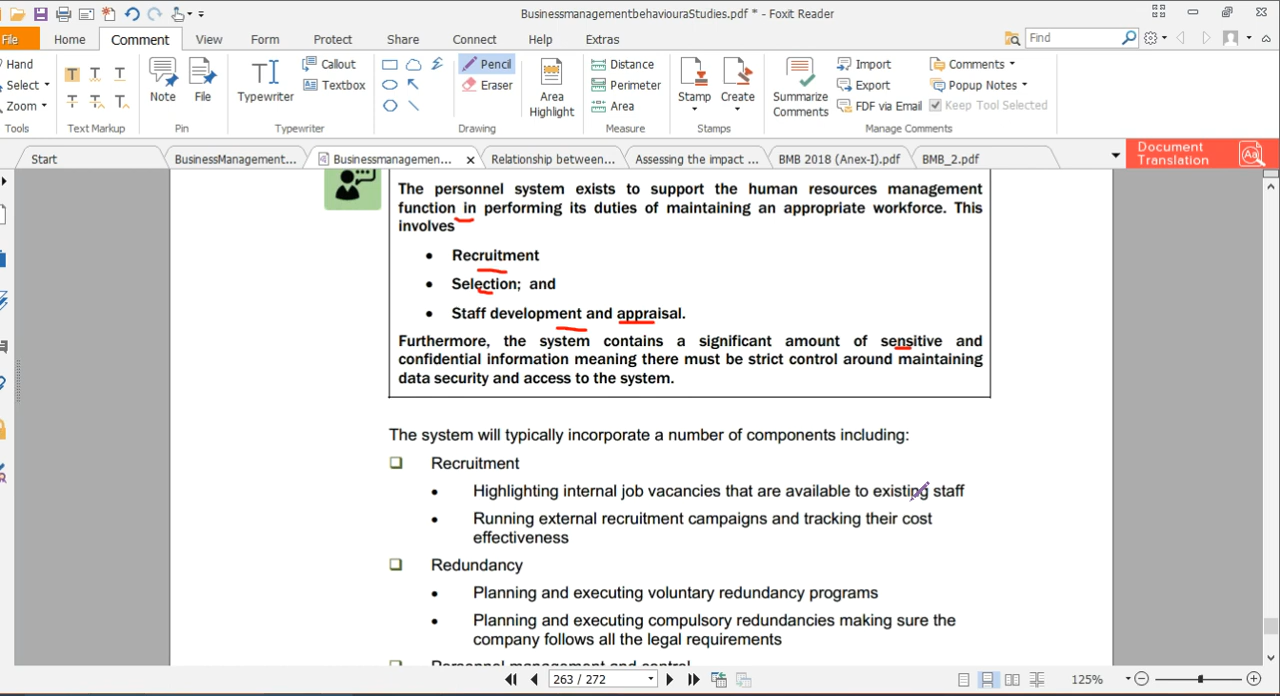 BusinessmanagementbehaviouraStudies.pdf * - Foxit Reader
File Home Comment View Form Protect Share Connect Help Extras Find
Hand
Select
Zoom
Tools
T T T
T T T
Text Markup
Note File
Pin
Typewriter
Callout
Textbox
Typewriter
Pencil
Eraser
Area Highlight
Drawing
Distance
Perimeter
Area
Measure
Stamp Create
Stamps
Summarize Comments
Import
Export
FDF via Email
Comments
Popup Notes
Keep Tool Selected
Manage Comments
Start BusinessManagement... Businessmanagemen... Relationship between... Assessing the impact ... BMB 2018 (Anex-I).pdf BMB_2.pdf
Document Translation Aa
The personnel system exists to support the human resources management
function in performing its duties of maintaining an appropriate workforce. This
involves
• Recruitment
• Selection; and
• Staff development and appraisal.
Furthermore, the system contains a significant amount of sensitive and
confidential information meaning there must be strict control around maintaining
data security and access to the system.
The system will typically incorporate a number of components including:
❑ Recruitment
• Highlighting internal job vacancies that are available to existing staff
• Running external recruitment campaigns and tracking their cost
effectiveness
❑ Redundancy
• Planning and executing voluntary redundancy programs
• Planning and executing compulsory redundancies making sure the
company follows all the legal requirements
❑ Personnel management and control
263 / 272 125%